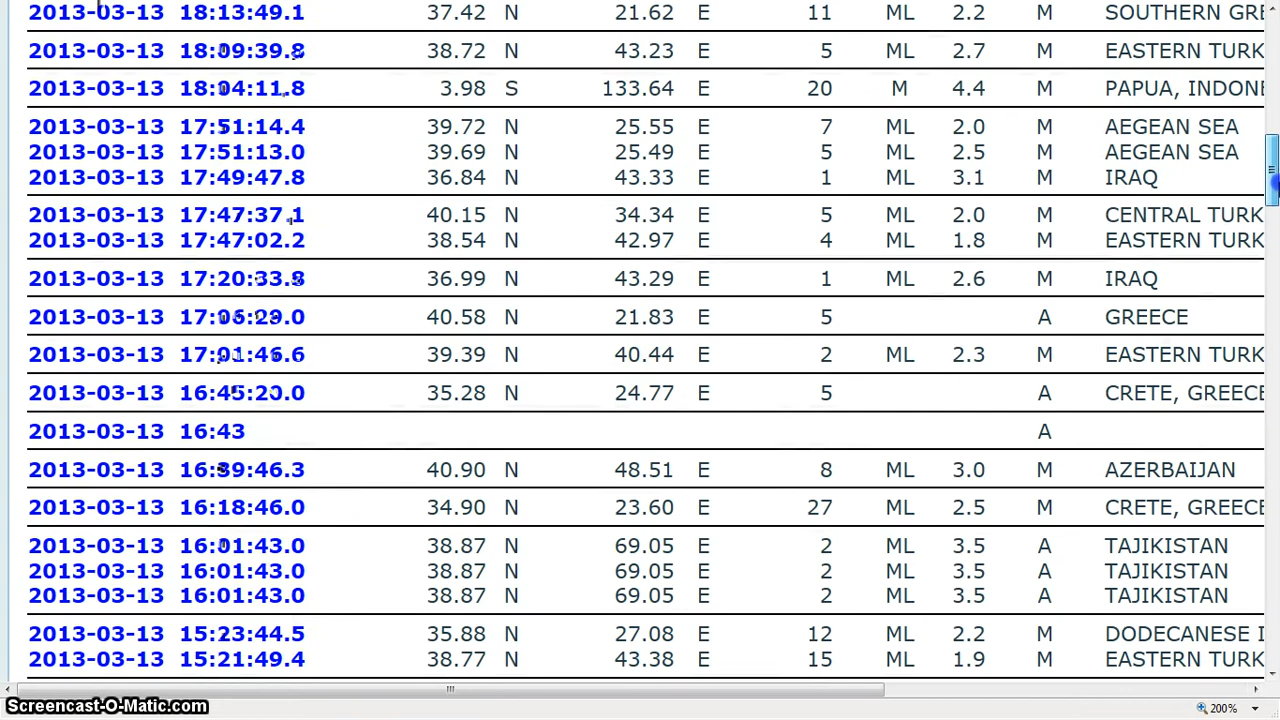 2013-03-13 18:13:49.1 37.42 N 21.62 E 11 ML 2.2 M SOUTHERN GRE
2013-03-13 18:09:39.8 38.72 N 43.23 E 5 ML 2.7 M EASTERN TURK
2013-03-13 18:04:11.8 3.98 S 133.64 E 20 M 4.4 M PAPUA, INDONE
2013-03-13 17:51:14.4 39.72 N 25.55 E 7 ML 2.0 M AEGEAN SEA
2013-03-13 17:51:13.0 39.69 N 25.49 E 5 ML 2.5 M AEGEAN SEA
2013-03-13 17:49:47.8 36.84 N 43.33 E 1 ML 3.1 M IRAQ
2013-03-13 17:47:37.1 40.15 N 34.34 E 5 ML 2.0 M CENTRAL TURK
2013-03-13 17:47:02.2 38.54 N 42.97 E 4 ML 1.8 M EASTERN TURK
2013-03-13 17:20:33.8 36.99 N 43.29 E 1 ML 2.6 M IRAQ
2013-03-13 17:06:29.0 40.58 N 21.83 E 5 A GREECE
2013-03-13 17:01:46.6 39.39 N 40.44 E 2 ML 2.3 M EASTERN TURK
2013-03-13 16:45:20.0 35.28 N 24.77 E 5 A CRETE, GREECE
2013-03-13 16:43 A
2013-03-13 16:39:46.3 40.90 N 48.51 E 8 ML 3.0 M AZERBAIJAN
2013-03-13 16:18:46.0 34.90 N 23.60 E 27 ML 2.5 M CRETE, GREECE
2013-03-13 16:01:43.0 38.87 N 69.05 E 2 ML 3.5 A TAJIKISTAN
2013-03-13 16:01:43.0 38.87 N 69.05 E 2 ML 3.5 A TAJIKISTAN
2013-03-13 16:01:43.0 38.87 N 69.05 E 2 ML 3.5 A TAJIKISTAN
2013-03-13 15:23:44.5 35.88 N 27.08 E 12 ML 2.2 M DODECANESE I
2013-03-13 15:21:49.4 38.77 N 43.38 E 15 ML 1.9 M EASTERN TURK
Screencast-O-Matic.com
200%